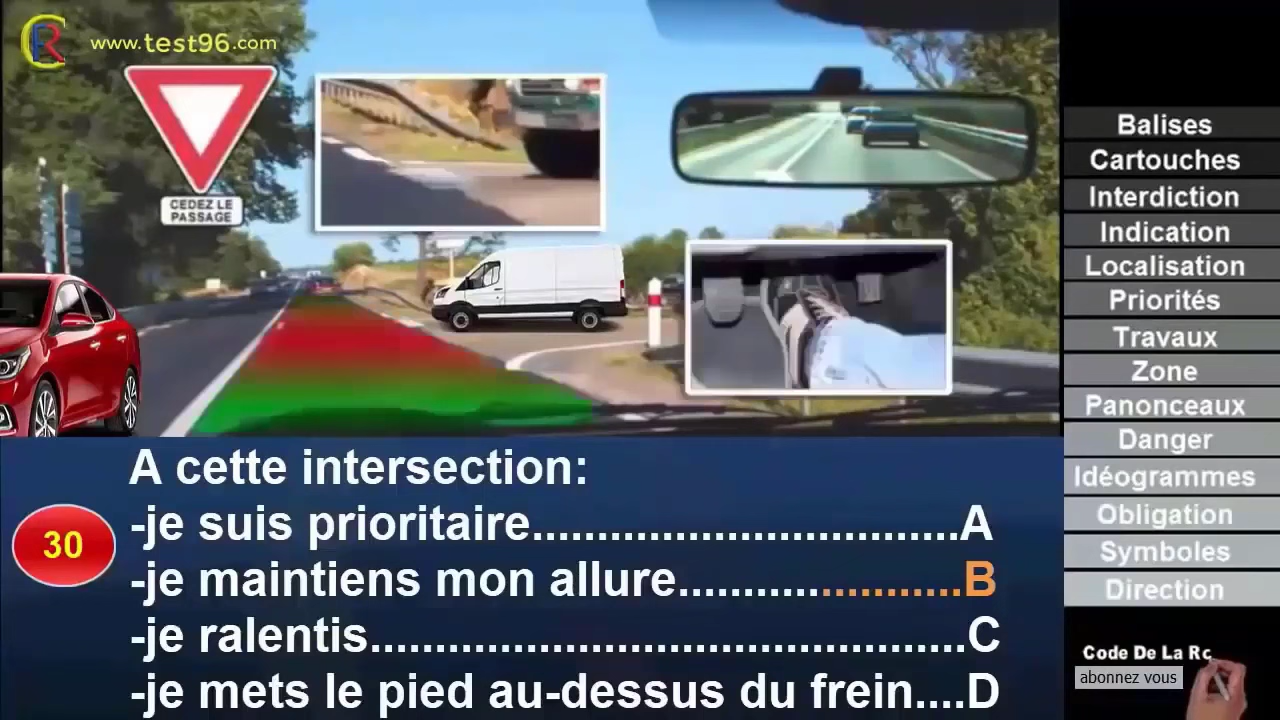 www.test96.com
CEDEZ LE
PASSAGE
A cette intersection:
30
-je suis prioritaire..................................A
-je maintiens mon allure......................B
-je ralentis...............................................C
-je mets le pied au-dessus du frein....D
Balises
Cartouches
Interdiction
Indication
Localisation
Priorités
Travaux
Zone
Panonceaux
Danger
Idéogrammes
Obligation
Symboles
Direction
Code De La Rc
abonnez vous